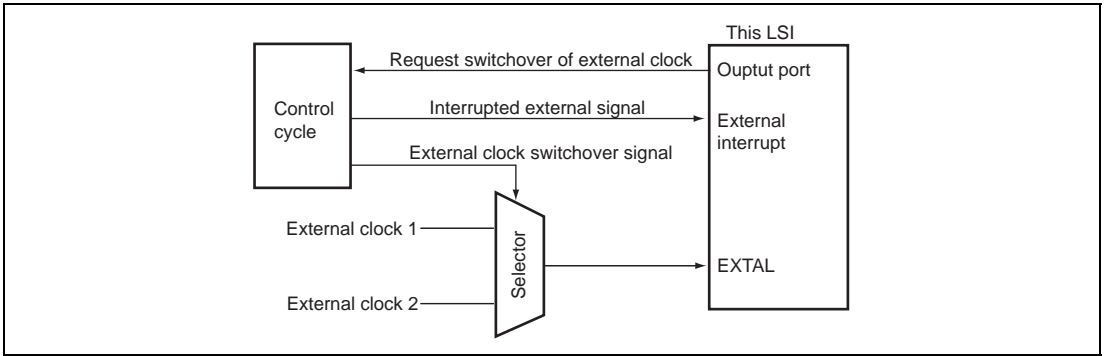 This LSI
Request switchover of external clock
Ouptut port
Control
cycle
Interrupted external signal
External
interrupt
External clock switchover signal
External clock 1
Selector
EXTAL
External clock 2